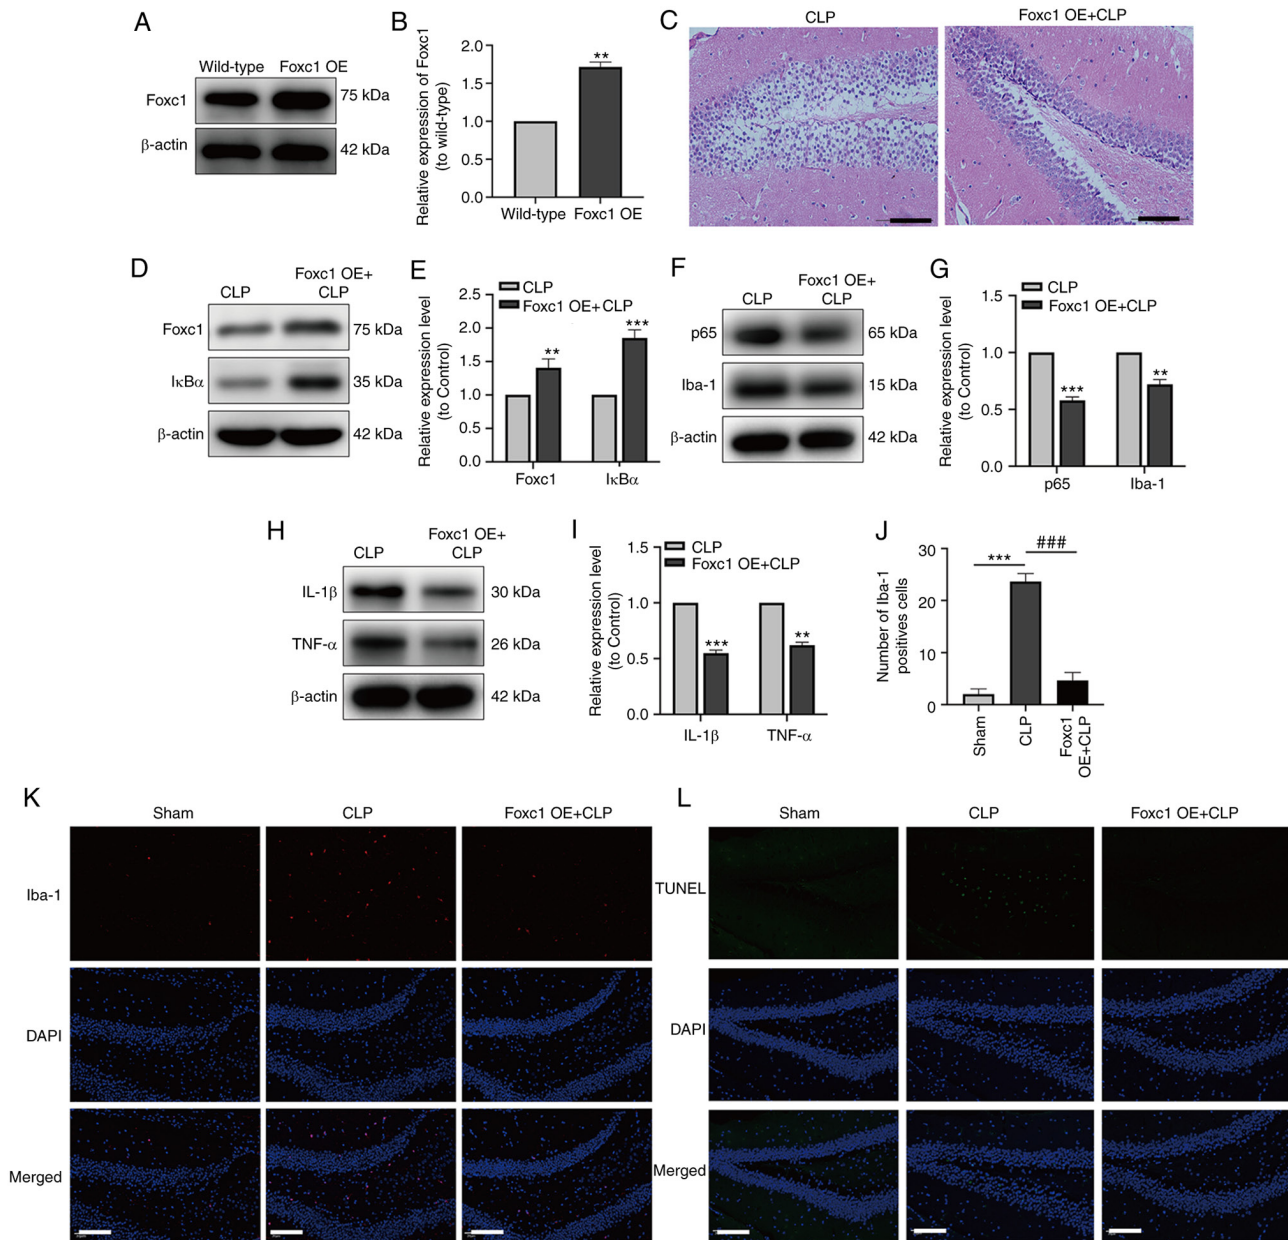 A
Wild-type Foxc1 OE
Foxc1
75 kDa
β-actin
42 kDa
B
Relative expression of Foxc1
(to wild-type)
2.0
1.5
1.0
0.5
0.0
**
Wild-type Foxc1 OE
C
CLP
Foxc1 OE+CLP
D
CLP
Foxc1 OE+
CLP
Foxc1
75 kDa
IκBα
35 kDa
β-actin
42 kDa
E
Relative expression level
(to Control)
2.5
2.0
1.5
1.0
0.5
0.0
CLP
Foxc1 OE+CLP
**
***
Foxc1
IκBα
F
CLP
Foxc1 OE+
CLP
p65
65 kDa
Iba-1
15 kDa
β-actin
42 kDa
G
Relative expression level
(to Control)
1.5
1.0
0.5
0.0
CLP
Foxc1 OE+CLP
***
**
p65
Iba-1
H
CLP
Foxc1 OE+
CLP
IL-1β
30 kDa
TNF-α
26 kDa
β-actin
42 kDa
I
Relative expression level
(to Control)
1.5
1.0
0.5
0.0
CLP
Foxc1 OE+CLP
***
**
IL-1β
TNF-α
J
Number of Iba-1
positives cells
30
20
10
0
***
###
Sham
CLP
Foxc1
OE+CLP
K
Sham
CLP
Foxc1 OE+CLP
Iba-1
DAPI
Merged
L
Sham
CLP
Foxc1 OE+CLP
TUNEL
DAPI
Merged